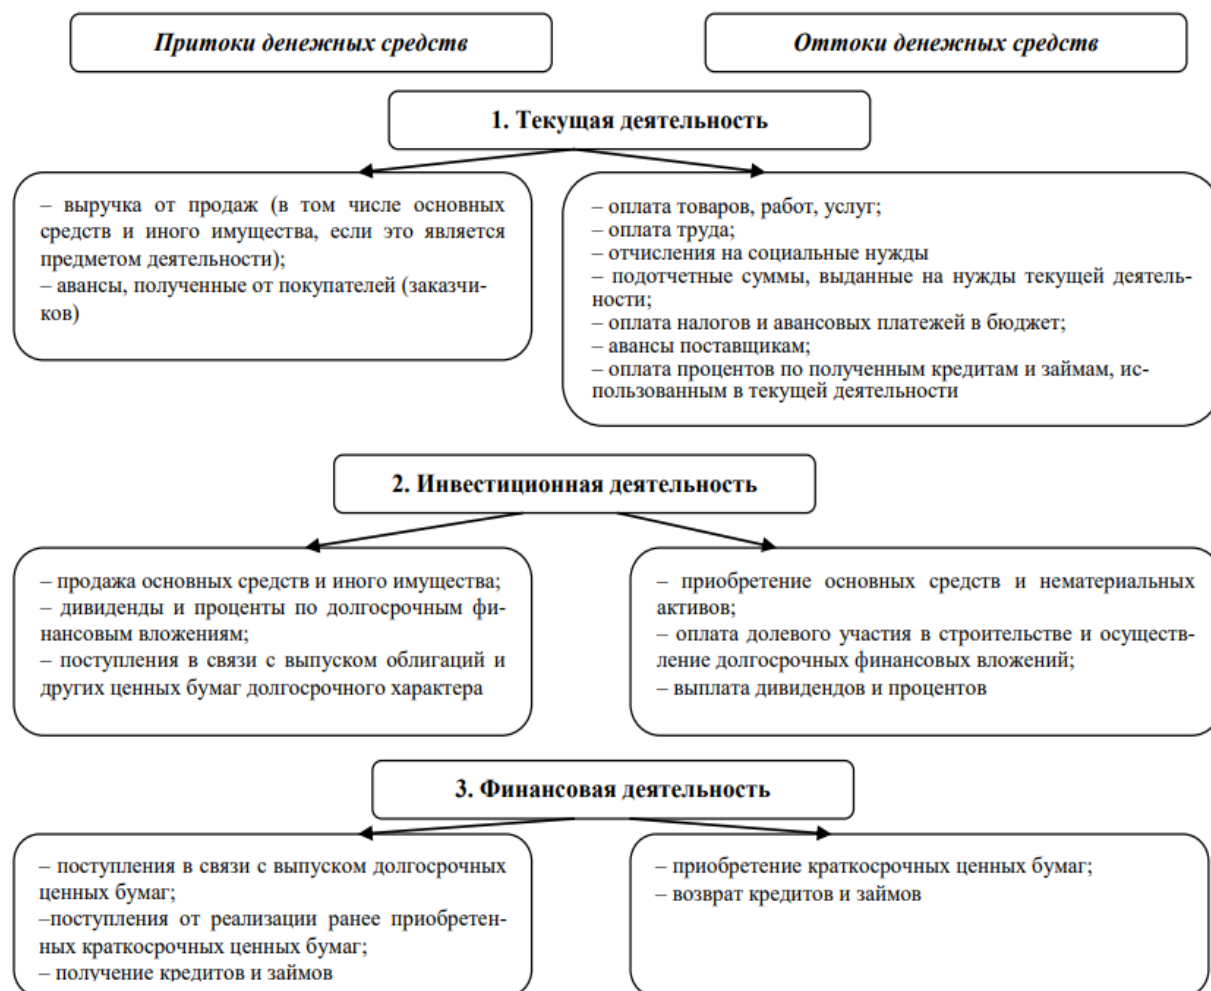 Притоки денежных средств
Оттоки денежных средств
1. Текущая деятельность
– выручка от продаж (в том числе основных
средств и иного имущества, если это является
предметом деятельности);
– авансы, полученные от покупателей (заказчи-
ков)
– оплата товаров, работ, услуг;
– оплата труда;
– отчисления на социальные нужды
– подотчетные суммы, выданные на нужды текущей деятель-
ности;
– оплата налогов и авансовых платежей в бюджет;
– авансы поставщикам;
– оплата процентов по полученным кредитам и займам, ис-
пользованным в текущей деятельности
2. Инвестиционная деятельность
– продажа основных средств и иного имущества;
– дивиденды и проценты по долгосрочным фи-
нансовым вложениям;
– поступления в связи с выпуском облигаций и
других ценных бумаг долгосрочного характера
– приобретение основных средств и нематериальных
активов;
– оплата долевого участия в строительстве и осуществ-
ление долгосрочных финансовых вложений;
– выплата дивидендов и процентов
3. Финансовая деятельность
– поступления в связи с выпуском долгосрочных
ценных бумаг;
–поступления от реализации ранее приобретен-
ных краткосрочных ценных бумаг;
– получение кредитов и займов
– приобретение краткосрочных ценных бумаг;
– возврат кредитов и займов